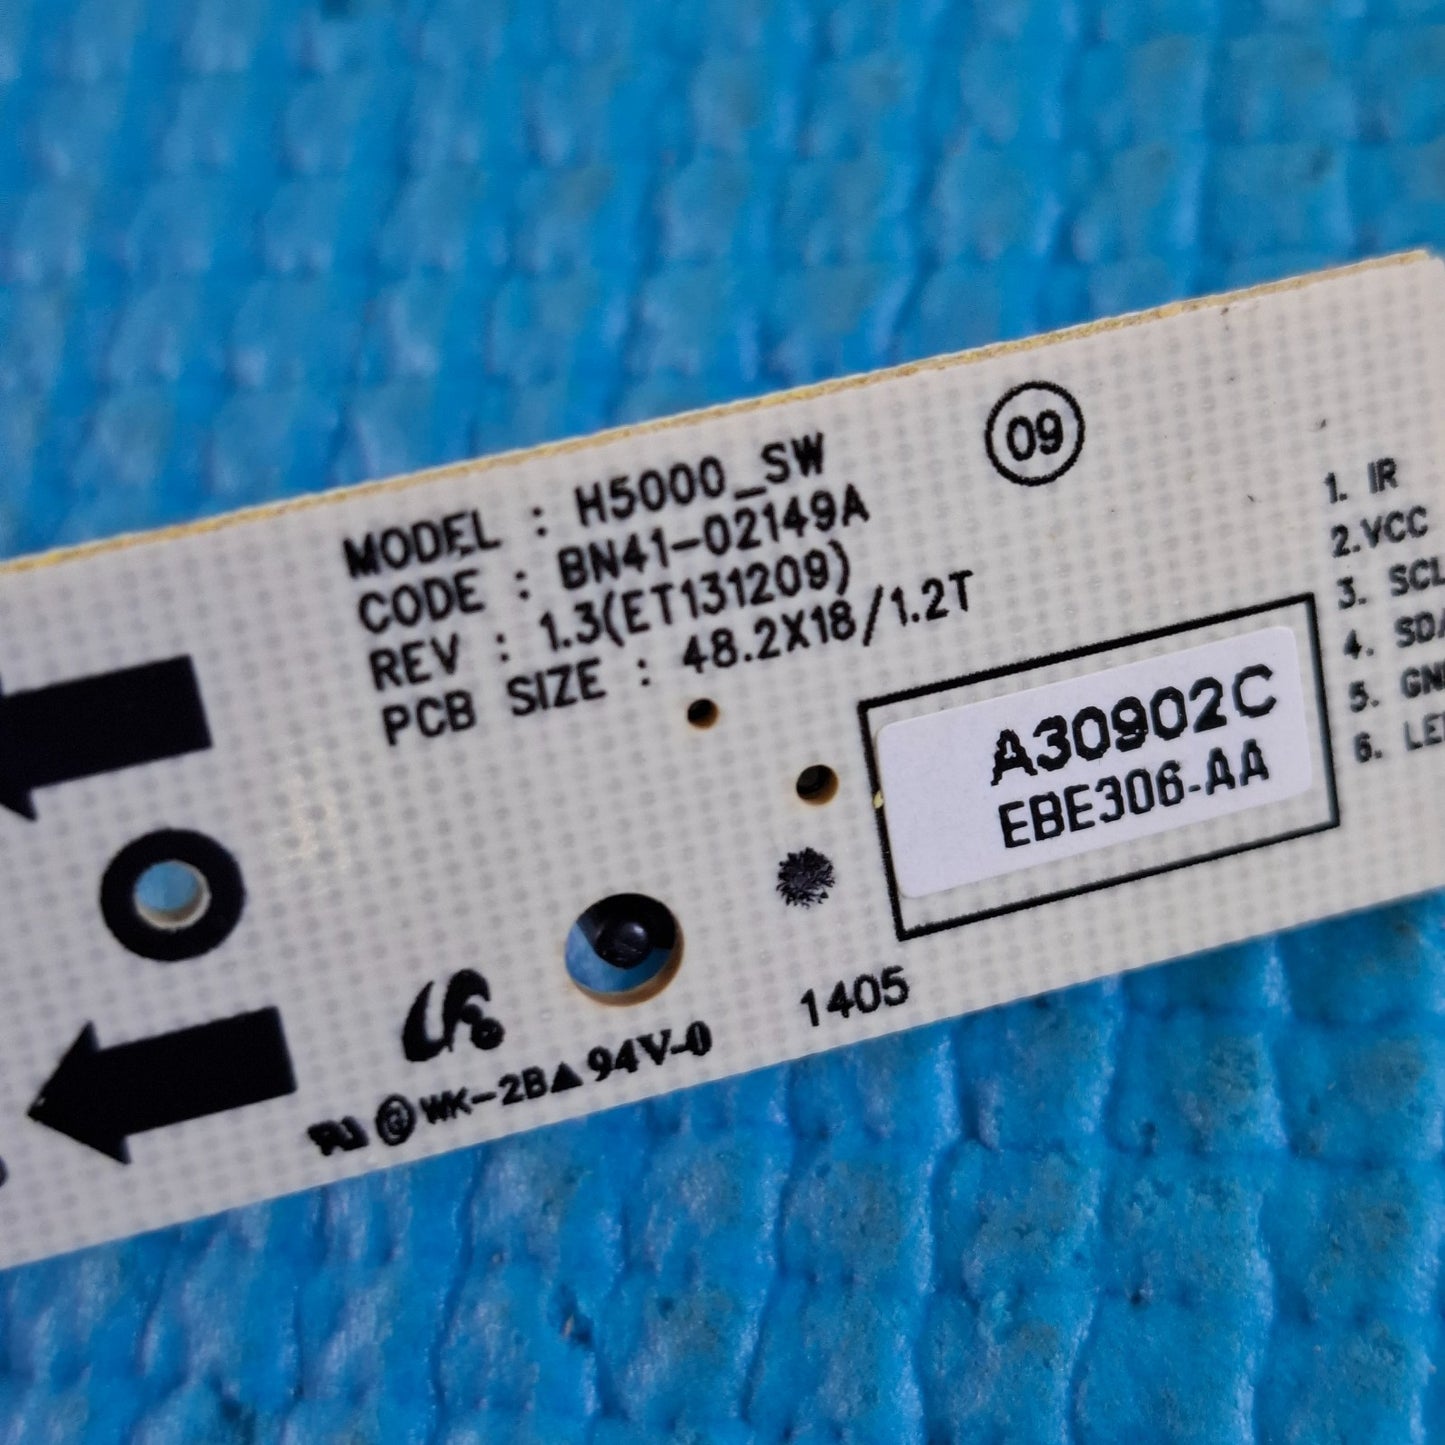 MODEL : H5000_SW
CODE : BN41-02149A
REV : 1.3(ET131209)
PCB SIZE : 48.2X18/1.2T
09
1. IR
2.VCC
3. SCL
4.
5.
6.
A30902C
EBE306-AA
1405
WK-2B▲94V-0